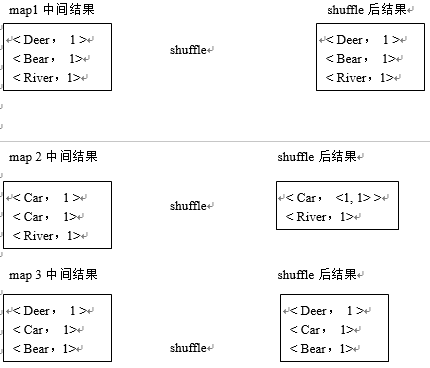 map1 中间结果 shuffle 后结果
< Deer， 1 > < Deer， 1>
< Bear， 1> shuffle < Bear， 1>
< River，1> < River，1>
map 2 中间结果 shuffle 后结果
< Car， 1 > < Car， <1, 1> >
< Car， 1> shuffle < River，1>
< River，1>
map 3 中间结果 shuffle 后结果
< Deer， 1 > < Deer， 1>
< Car， 1> < Car， 1>
< Bear，1> shuffle < Bear，1>